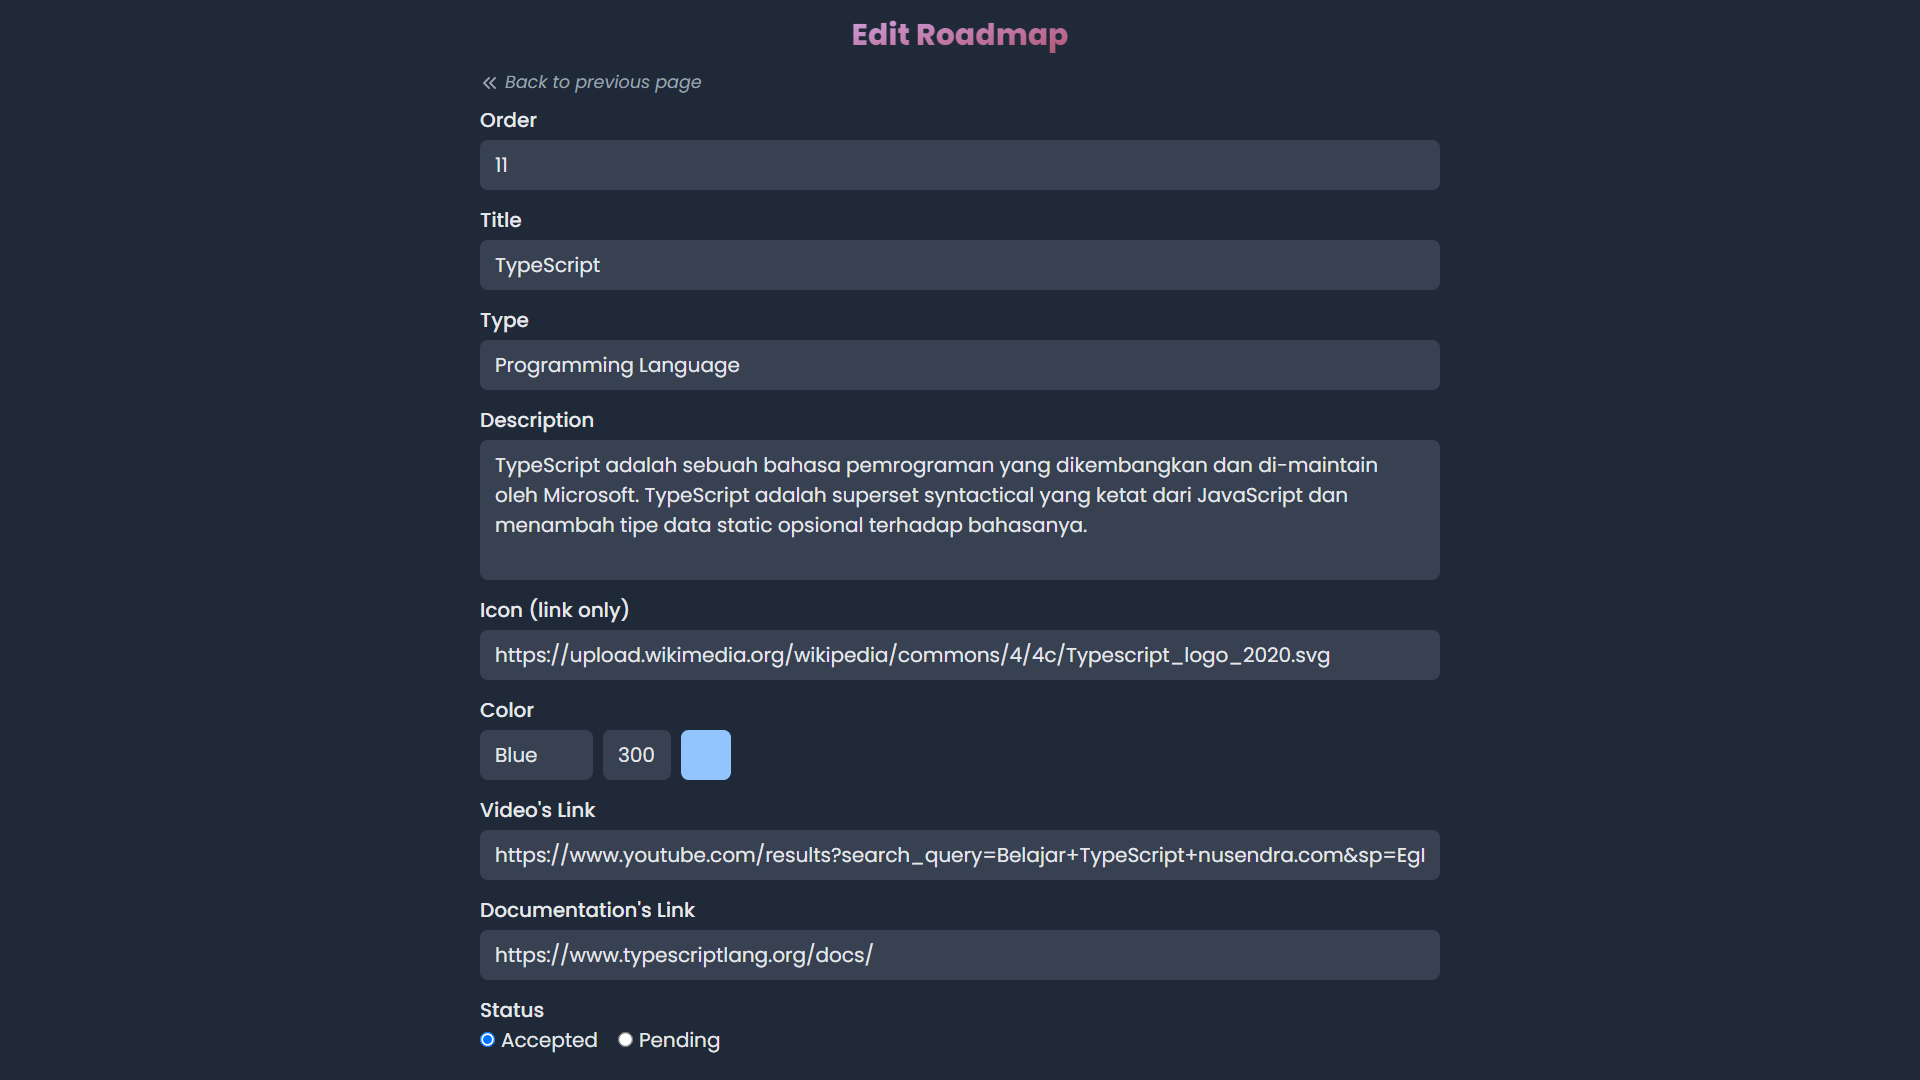 Edit Roadmap
Back to previous page
Order
11
Title
TypeScript
Type
Programming Language
Description
TypeScript adalah sebuah bahasa pemrograman yang dikembangkan dan di-maintain
oleh Microsoft. TypeScript adalah superset syntactical yang ketat dari JavaScript dan
menambah tipe data static opsional terhadap bahasanya.
Icon (link only)
https://upload.wikimedia.org/wikipedia/commons/4/4c/Typescript_logo_2020.svg
Color
Blue 300
Video's Link
https://www.youtube.com/results?search_query=Belajar+TypeScript+nusendra.com&sp=EgI
Documentation's Link
https://www.typescriptlang.org/docs/
Status
Accepted Pending